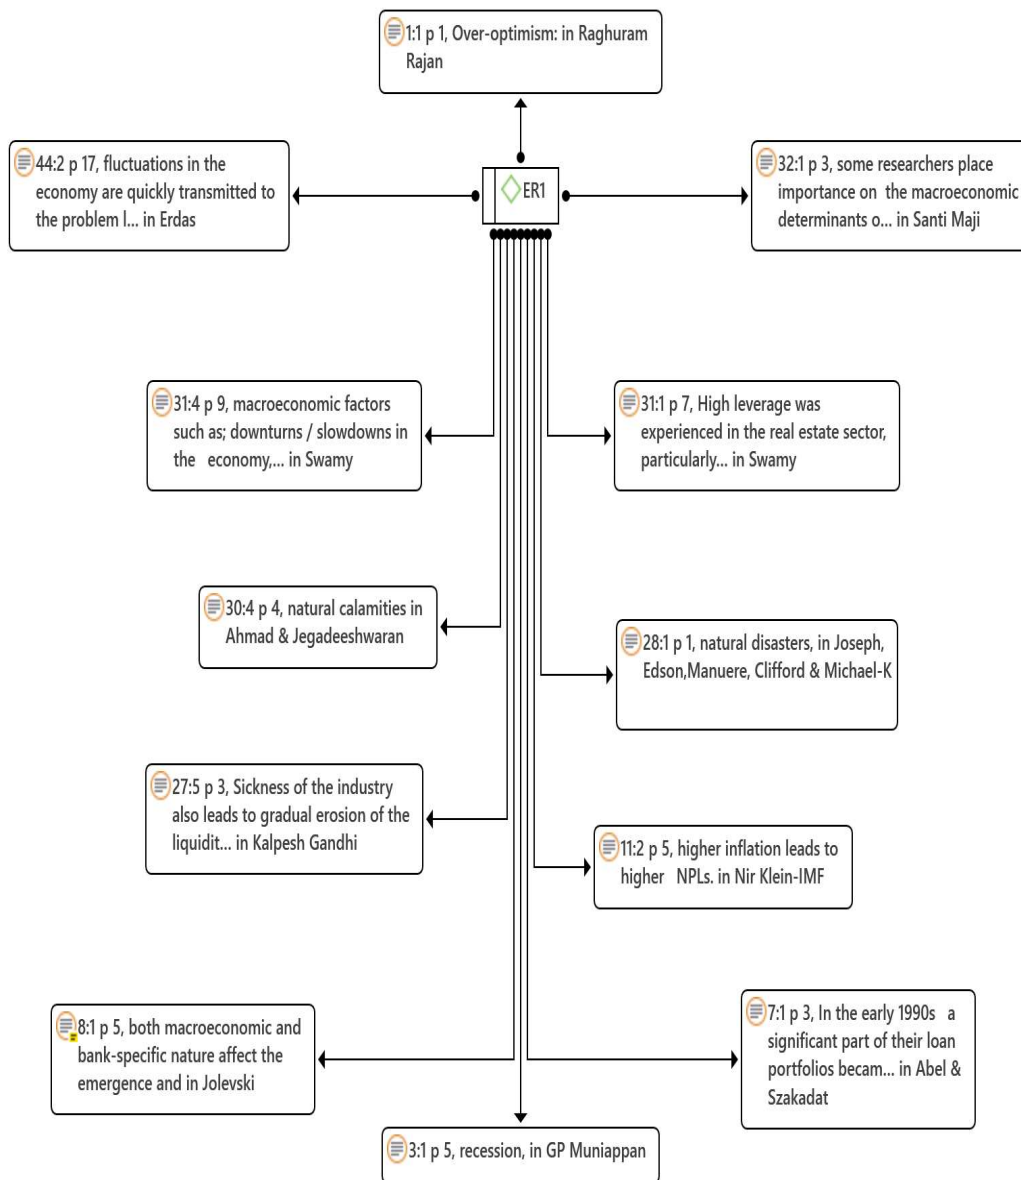 1:1 p 1, Over-optimism: in Raghuram
Rajan
44:2 p 17, fluctuations in the
economy are quickly transmitted to
the problem l... in Erdas
ER1
32:1 p 3, some researchers place
importance on the macroeconomic
determinants o... in Santi Maji
31:4 p 9, macroeconomic factors
such as; downturns / slowdowns in
the economy,... in Swamy
31:1 p 7, High leverage was
experienced in the real estate sector,
particularly... in Swamy
30:4 p 4, natural calamities in
Ahmad & Jegadeeshwaran
28:1 p 1, natural disasters, in Joseph,
Edson,Manuere, Clifford & Michael-K
27:5 p 3, Sickness of the industry
also leads to gradual erosion of the
liquidit... in Kalpesh Gandhi
11:2 p 5, higher inflation leads to
higher NPLs. in Nir Klein-IMF
8:1 p 5, both macroeconomic and
bank-specific nature affect the
emergence and in Jolevski
7:1 p 3, In the early 1990s a
significant part of their loan
portfolios becam... in Abel &
Szakadat
3:1 p 5, recession, in GP Muniappan